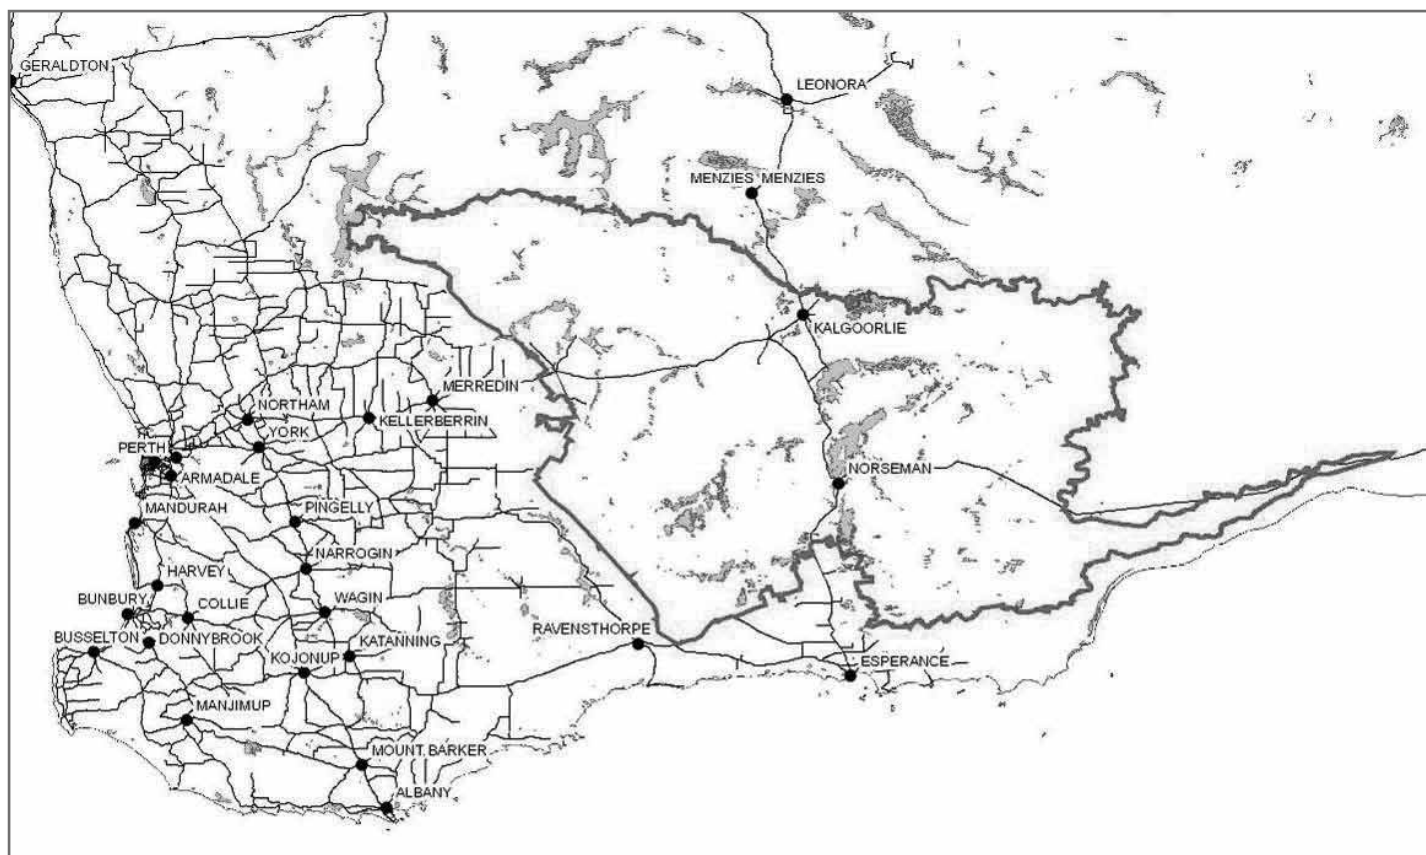 GERALDTON
LEONORA
MENZIES MENZIES
KALGOORLIE
MERREDIN
NORTHAM
KELLERBERRIN
YORK
PERTH
ARMADALE
NORSEMAN
MANDURAH
PINGELLY
NARROGIN
HARVEY
BUNBURY
COLLIE
WAGIN
BUSSELTON
DONNYBROOK
KATANNING
RAVENSTHORPE
KOJONUP
ESPERANCE
MANJIMUP
MOUNT BARKER
ALBANY